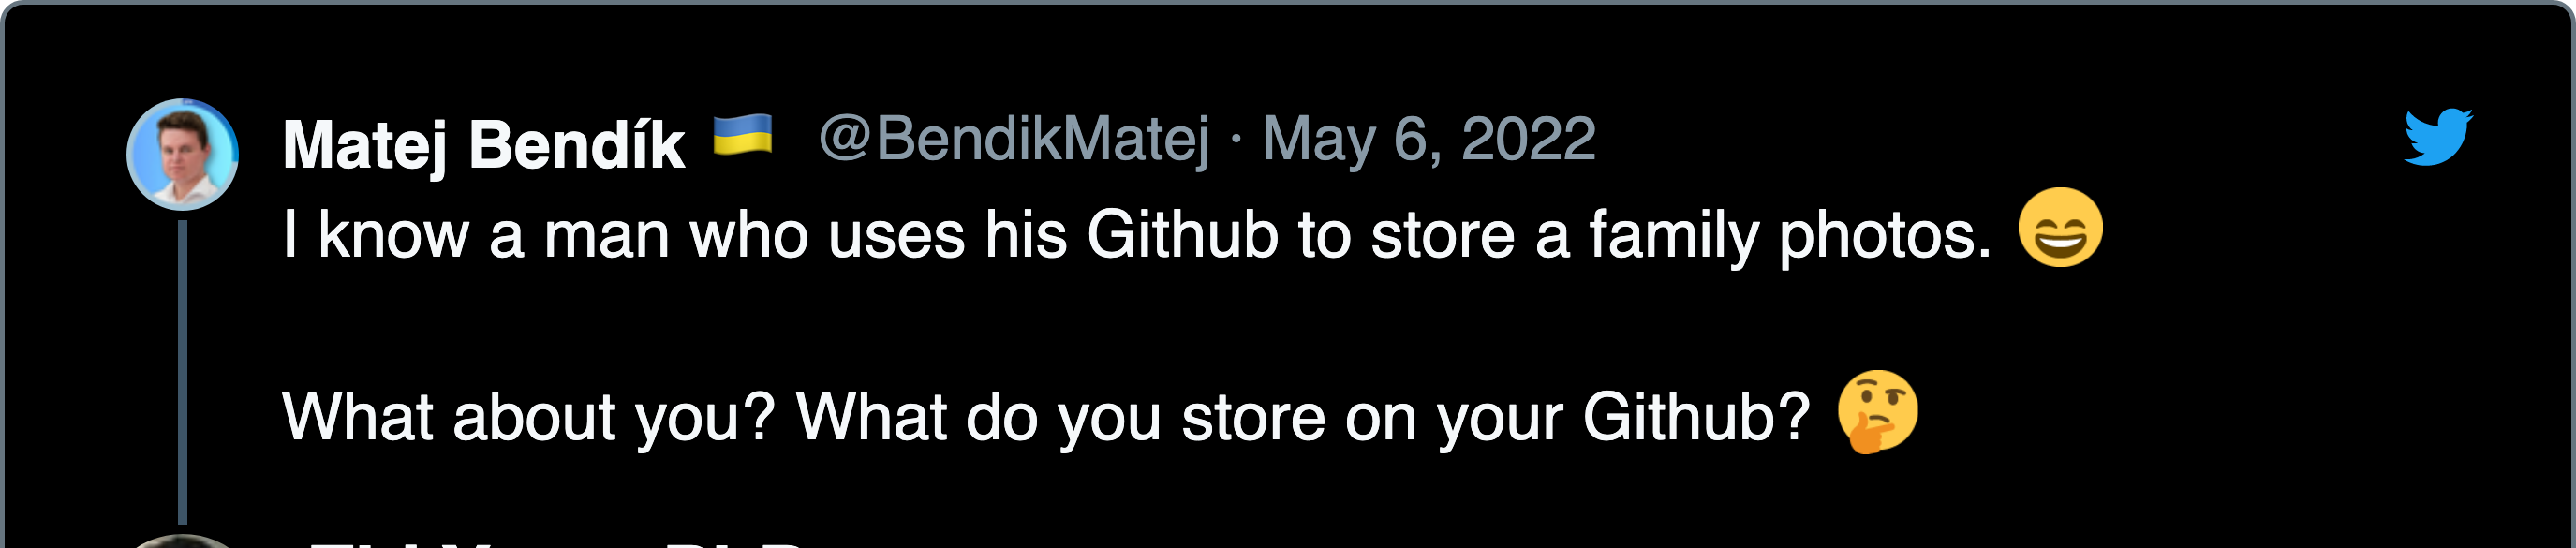 Matej Bendík 🇺🇦 @BendikMatej · May 6, 2022
I know a man who uses his Github to store a family photos. 😄
What about you? What do you store on your Github? 🤔